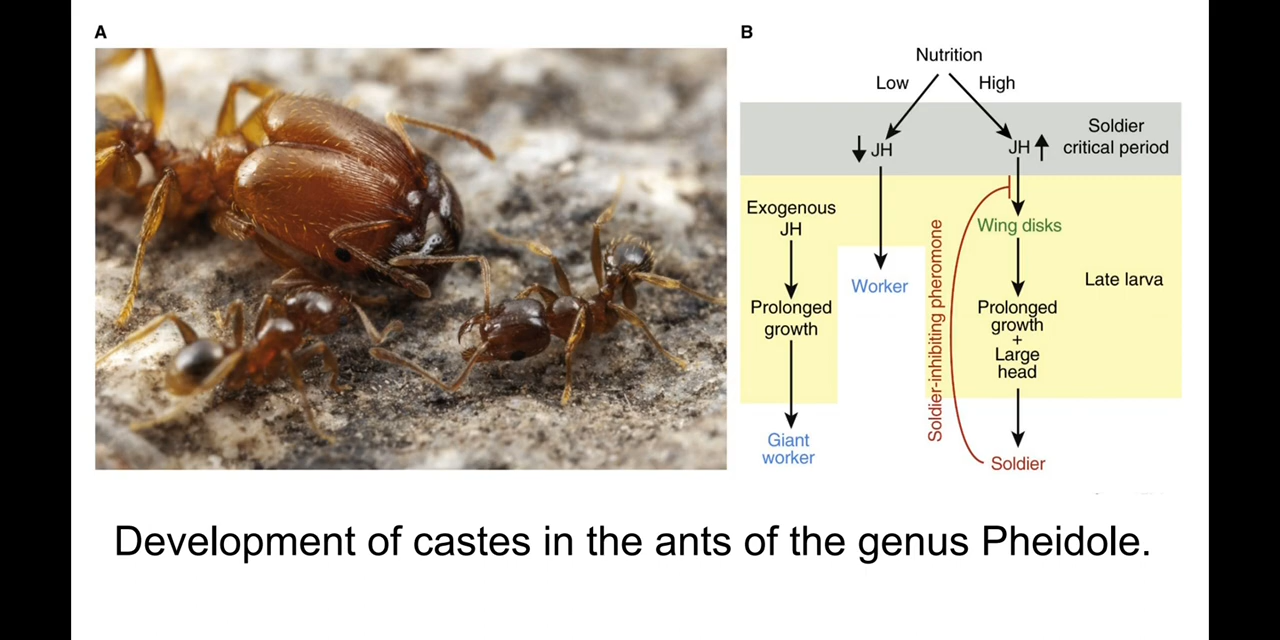 A
B
Nutrition
Low
High
Soldier
critical period
JH
JH
Exogenous
JH
Wing disks
Soldier-inhibiting pheromone
Worker
Late larva
Prolonged
growth
Prolonged
growth
+
Large
head
Giant
worker
Soldier
Development of castes in the ants of the genus Pheidole.